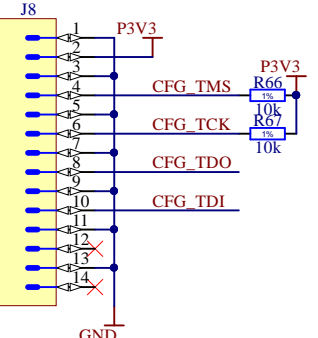 J8
1
P3V3
2
3
P3V3
4
CFG_TMS
R66
1%
10k
5
6
CFG_TCK
R67
1%
10k
7
8
CFG_TDO
9
10
CFG_TDI
11
12
13
14
GND